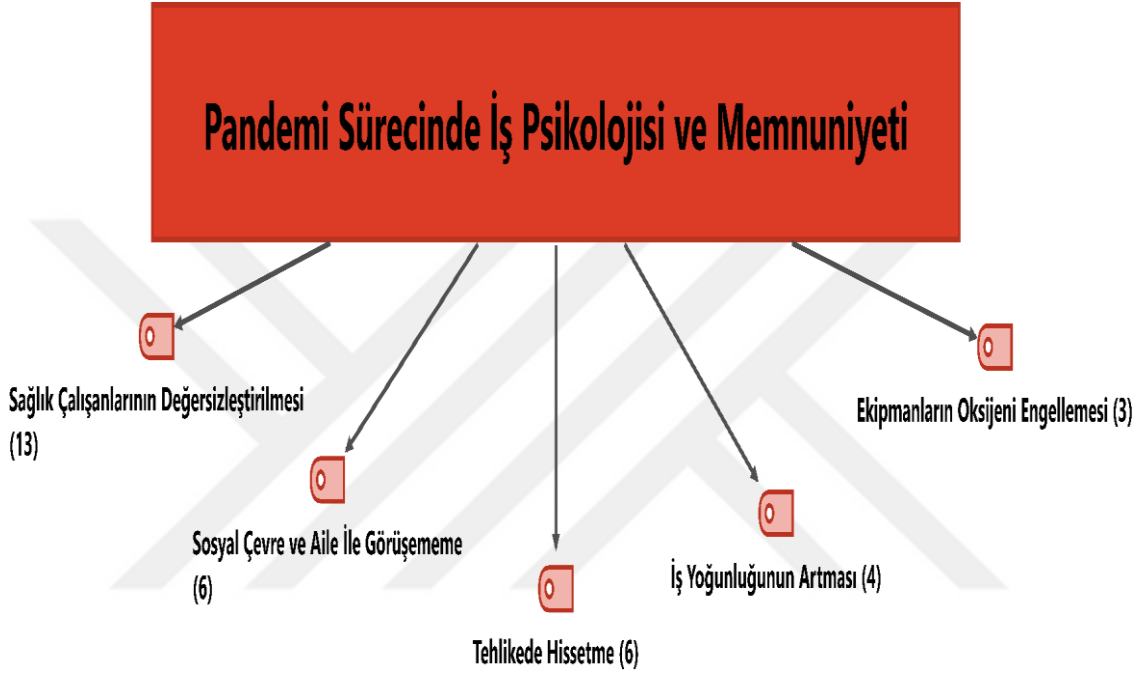 Pandemi Sürecinde İş Psikolojisi ve Memnuniyeti
Sağlık Çalışanlarının Değersizleştirilmesi
(13)
Sosyal Çevre ve Aile İle Görüşememe
(6)
Tehlikede Hissetme (6)
İş Yoğunluğunun Artması (4)
Ekipmanların Oksijeni Engellemesi (3)